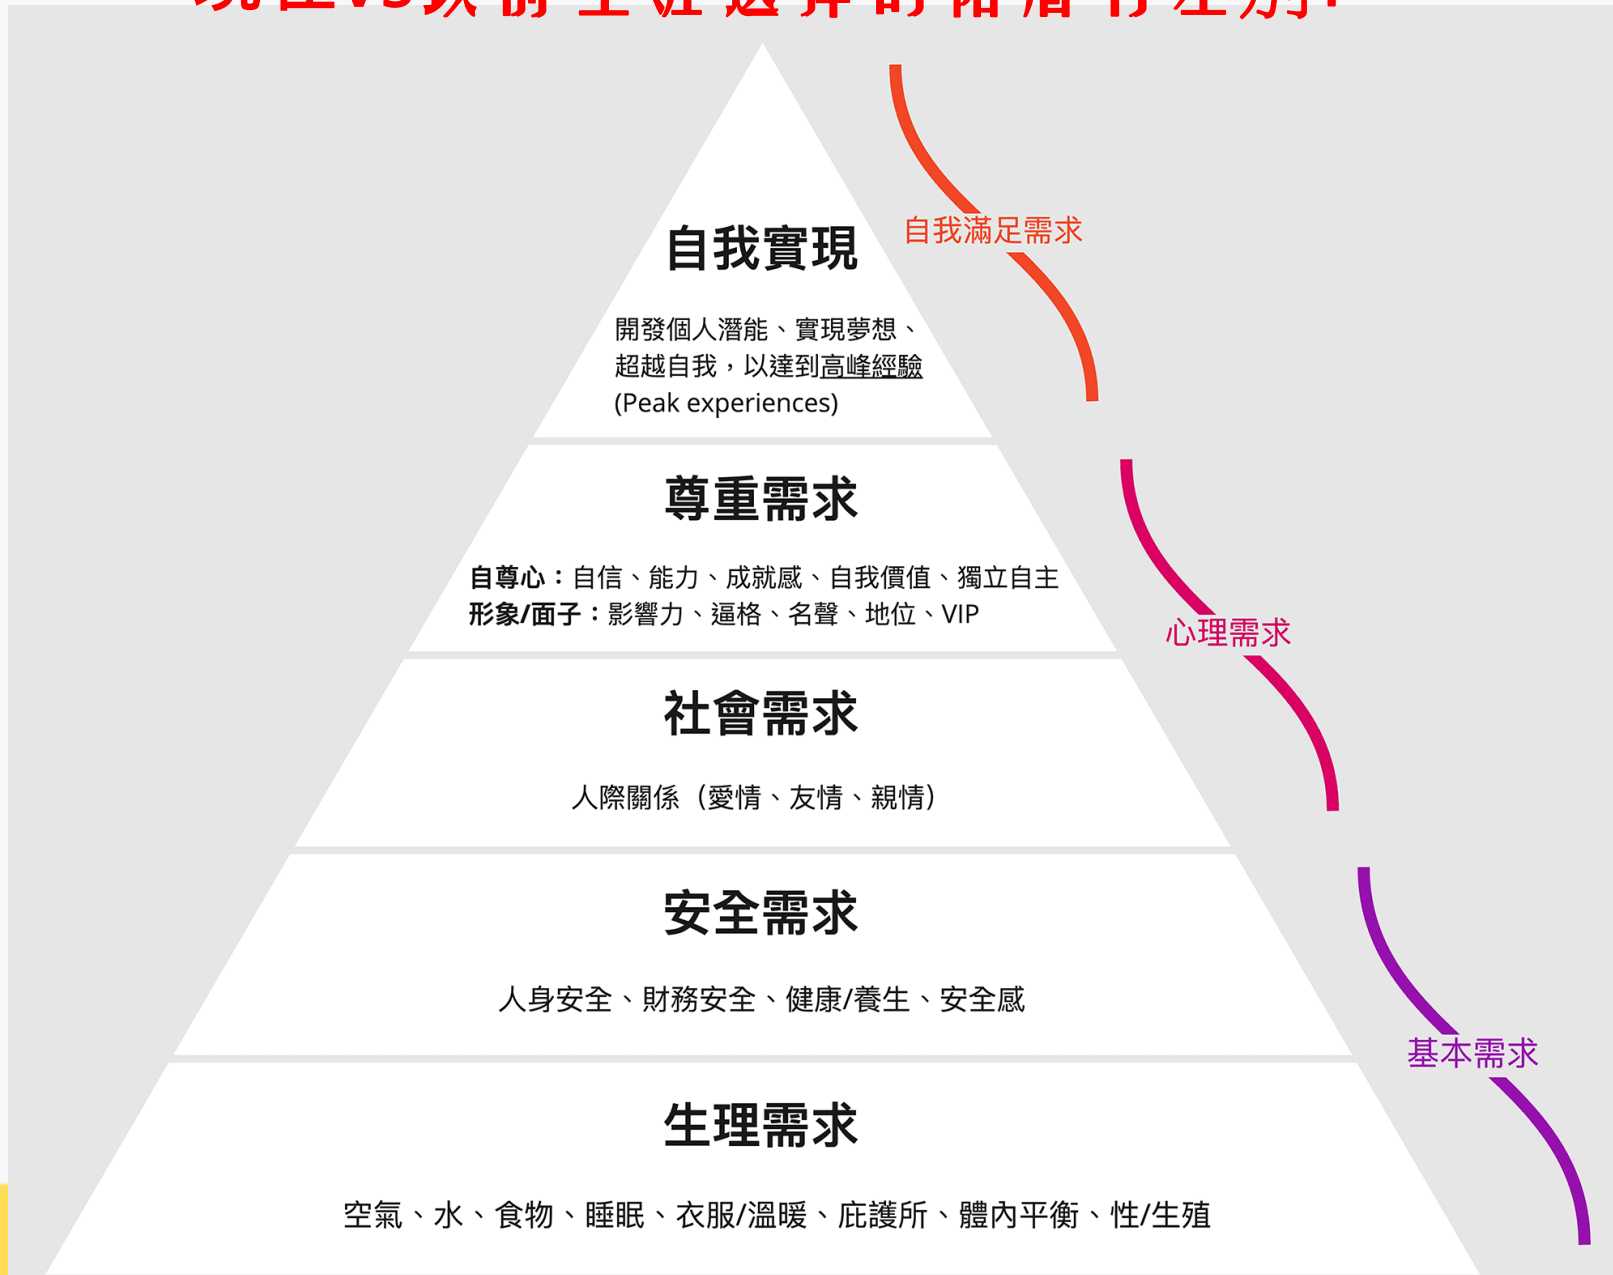 自我實現
開發個人潛能、實現夢想、
超越自我，以達到高峰經驗
(Peak experiences)
自我滿足需求
尊重需求
自尊心：自信、能力、成就感、自我價值、獨立自主
形象/面子：影響力、逼格、名聲、地位、VIP
心理需求
社會需求
人際關係（愛情、友情、親情）
安全需求
人身安全、財務安全、健康/養生、安全感
基本需求
生理需求
空氣、水、食物、睡眠、衣服/溫暖、庇護所、體內平衡、性/生殖